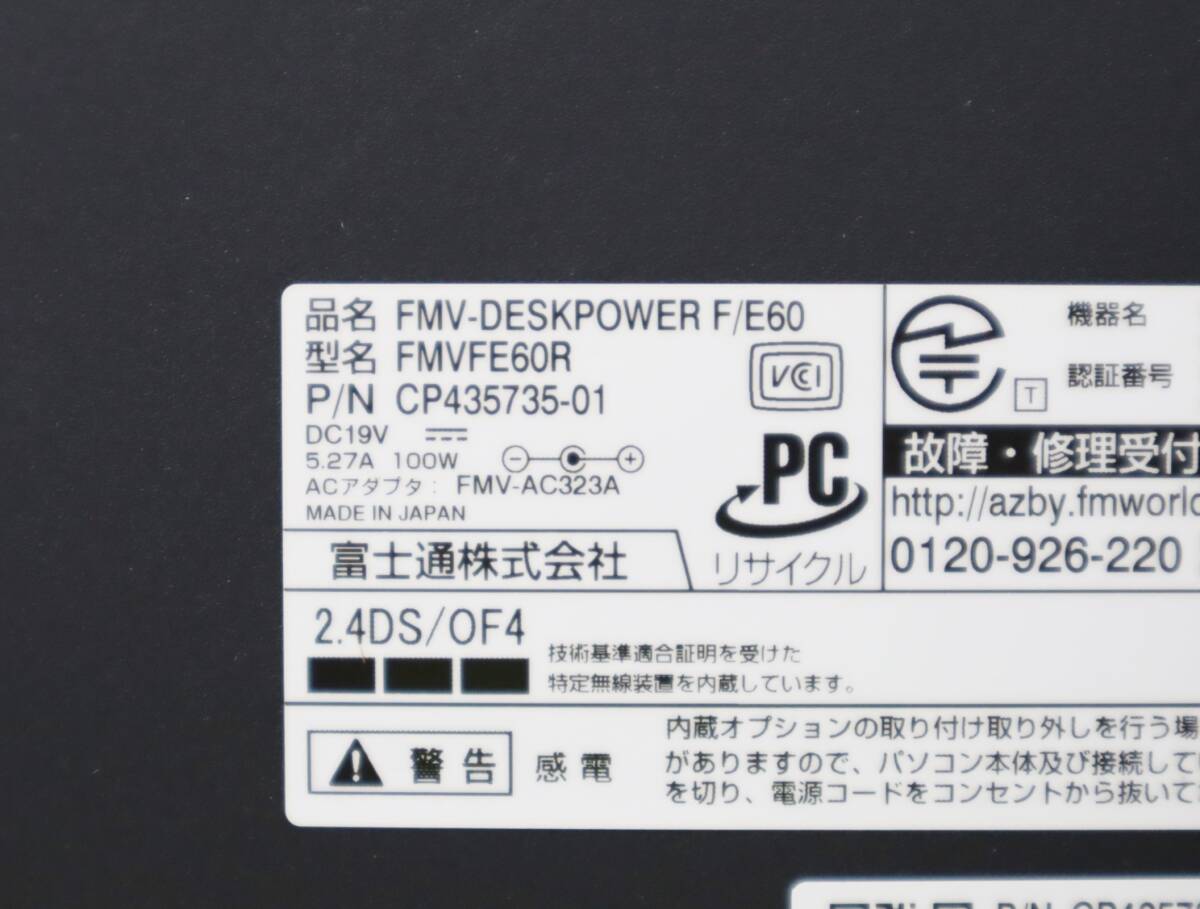 品名 FMV-DESKPOWER F/E60
型名 FMVFE60R
P/N CP435735-01
DC19V
5.27A 100W
ACアダプタ: FMV-AC323A
MADE IN JAPAN
富士通株式会社
VCCI
PC
リサイクル
機器名
T
認証番号
故障・修理受付
http://azby.fmworld
0120-926-220
2.4DS/OF4
技術基準適合証明を受けた
特定無線装置を内蔵しています。
警告
感電
内蔵オプションの取り付け取り外しを行う場
がありますので、パソコン本体及び接続して
を切り、電源コードをコンセントから抜いて